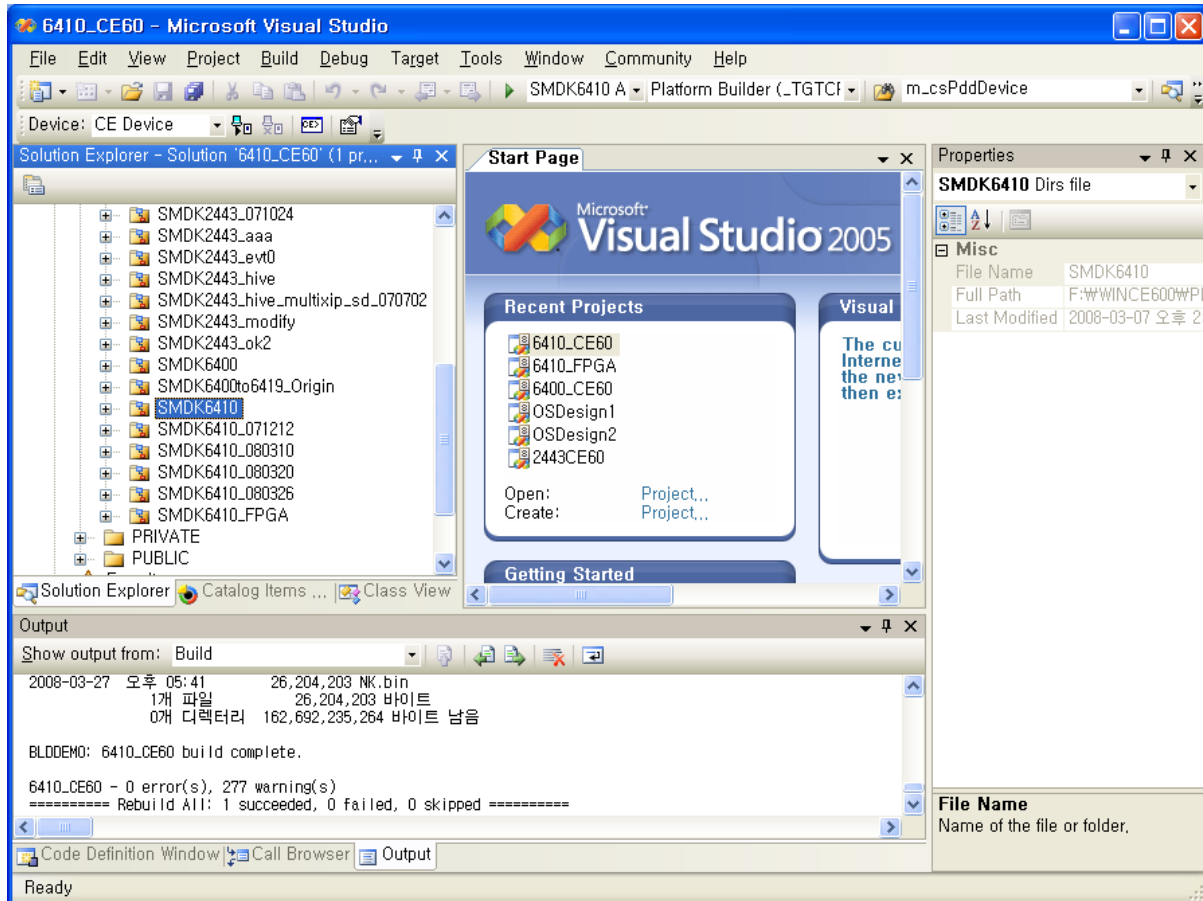 6410_CE60 - Microsoft Visual Studio
File Edit View Project Build Debug Target Tools Window Community Help
SMDK6410 A Platform Builder (_TGTCF m_csPddDevice
Device: CE Device
Solution Explorer - Solution '6410_CE60' (1 pr...
SMDK2443_071024
SMDK2443_aaa
SMDK2443_evt0
SMDK2443_hive
SMDK2443_hive_multixip_sd_070702
SMDK2443_modify
SMDK2443_ok2
SMDK6400
SMDK6400to6419_Origin
SMDK6410
SMDK6410_071212
SMDK6410_080310
SMDK6410_080320
SMDK6410_080326
SMDK6410_FPGA
PRIVATE
PUBLIC
Solution Explorer Catalog Items ... Class View
Start Page
Microsoft
Visual Studio 2005
Recent Projects
6410_CE60
6410_FPGA
6400_CE60
OSDesign1
OSDesign2
2443CE60
Open: Project...
Create: Project...
Getting Started
Visual
The cu
Interne
the nev
then e
Properties
SMDK6410 Dirs file
Misc
File Name SMDK6410
Full Path F:₩WINCE600₩Pl
Last Modified 2008-03-07 오후 2
File Name
Name of the file or folder.
Output
Show output from: Build
2008-03-27 오후 05:41 26,204,203 NK.bin
1개 파일 26,204,203 바이트
0개 디렉터리 162,692,235,264 바이트 남음
BLDDEMO: 6410_CE60 build complete.
6410_CE60 - 0 error(s), 277 warning(s)
========== Rebuild All: 1 succeeded, 0 failed, 0 skipped ==========
Code Definition Window Call Browser Output
Ready